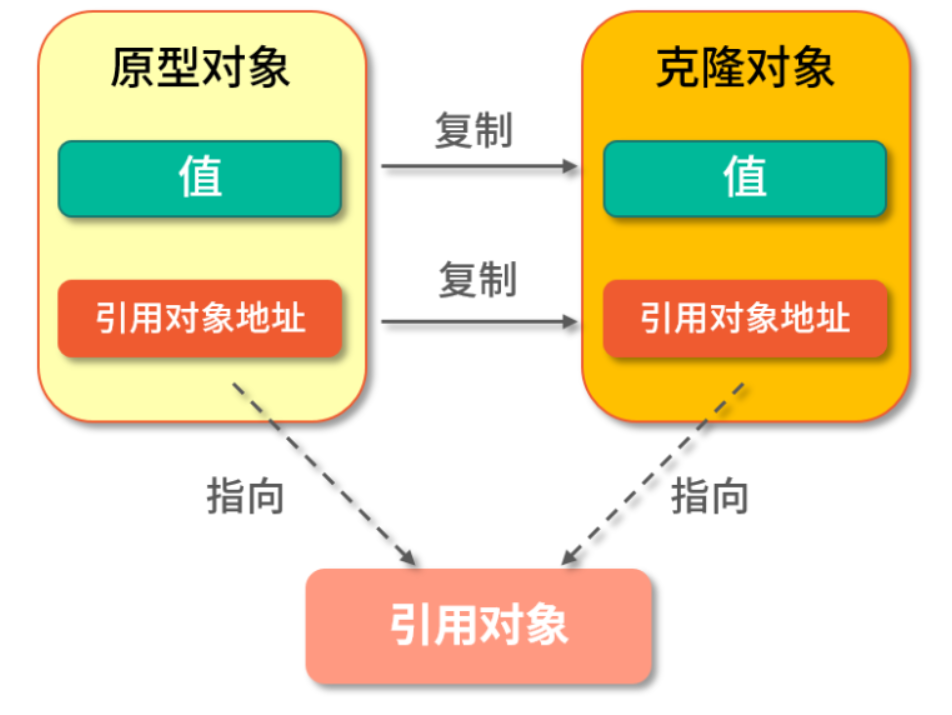 原型对象
克隆对象
复制
值
值
复制
引用对象地址
引用对象地址
指向
指向
引用对象